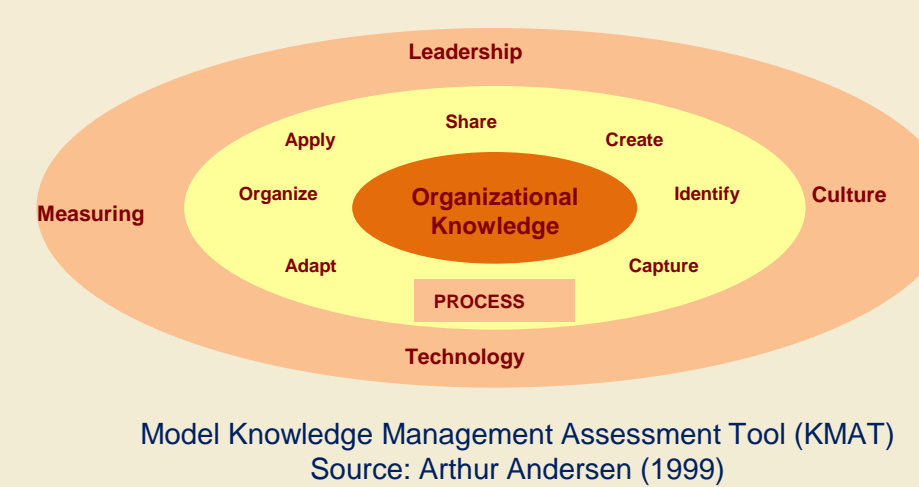 Leadership
Share
Apply
Create
Organize
Organizational
Knowledge
Identify
Culture
Measuring
Adapt
Capture
PROCESS
Technology
Model Knowledge Management Assessment Tool (KMAT)
Source: Arthur Andersen (1999)